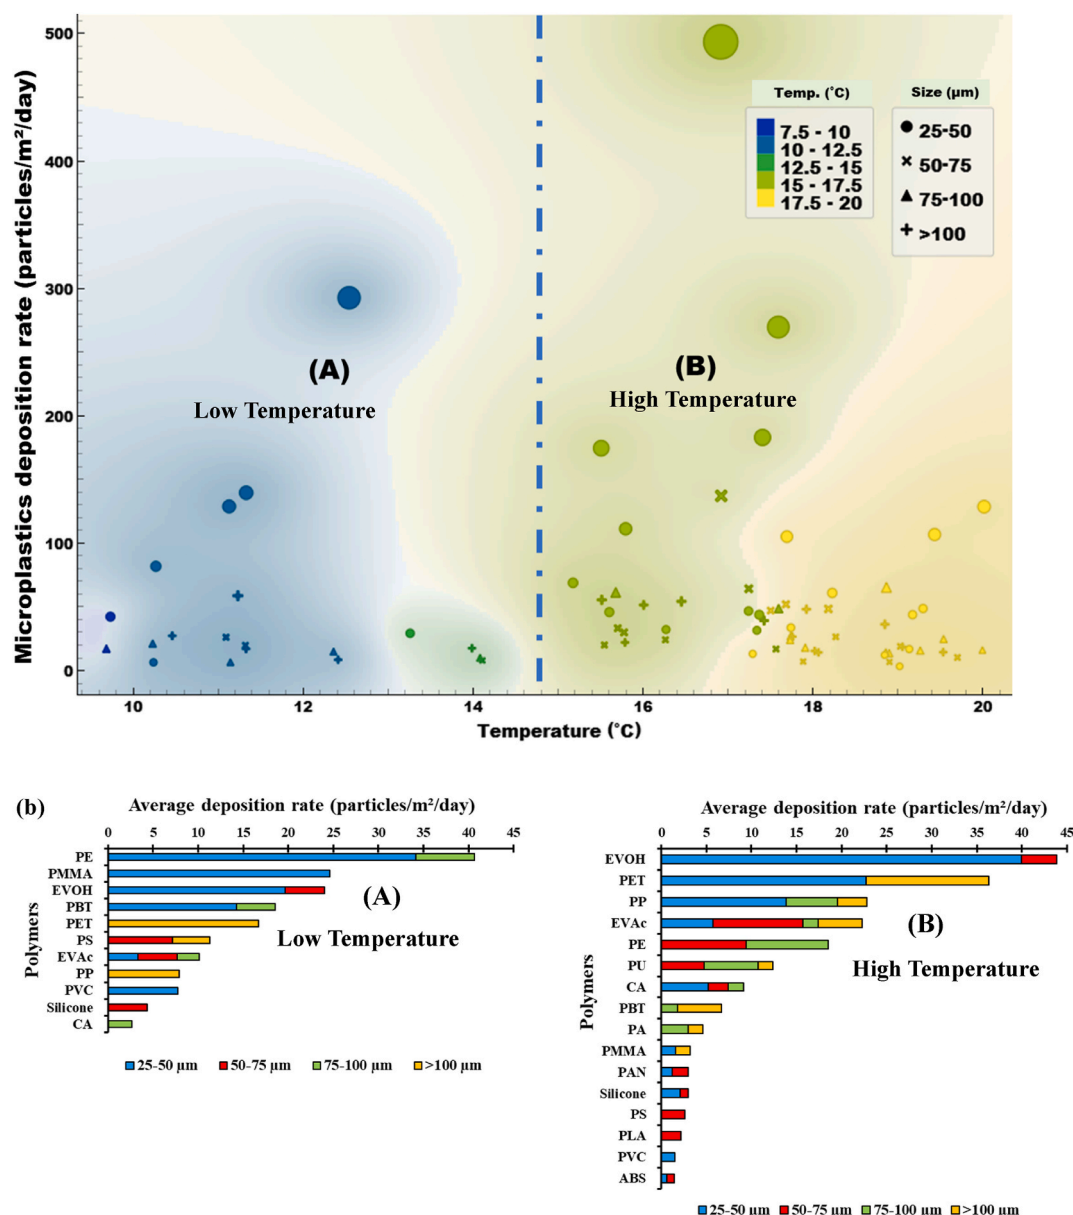 500
400
300
200
100
0
Microplastics deposition rate (particles/m²/day)
10
12
14
16
18
20
Temperature (˚C)
(A)
Low Temperature
(B)
High Temperature
Temp. (˚C)
7.5 - 10
10 - 12.5
12.5 - 15
15 - 17.5
17.5 - 20
Size (µm)
25-50
50-75
75-100
>100
(b)
Average deposition rate (particles/m²/day)
0 5 10 15 20 25 30 35 40 45
Polymers
PE
PMMA
EVOH
PBT
PET
PS
EVAc
PP
PVC
Silicone
CA
(A)
Low Temperature
25-50 µm 50-75 µm 75-100 µm >100 µm
Average deposition rate (particles/m²/day)
0 5 10 15 20 25 30 35 40 45
Polymers
EVOH
PET
PP
EVAc
PE
PU
CA
PBT
PA
PMMA
PAN
Silicone
PS
PLA
PVC
ABS
(B)
High Temperature
25-50 µm 50-75 µm 75-100 µm >100 µm